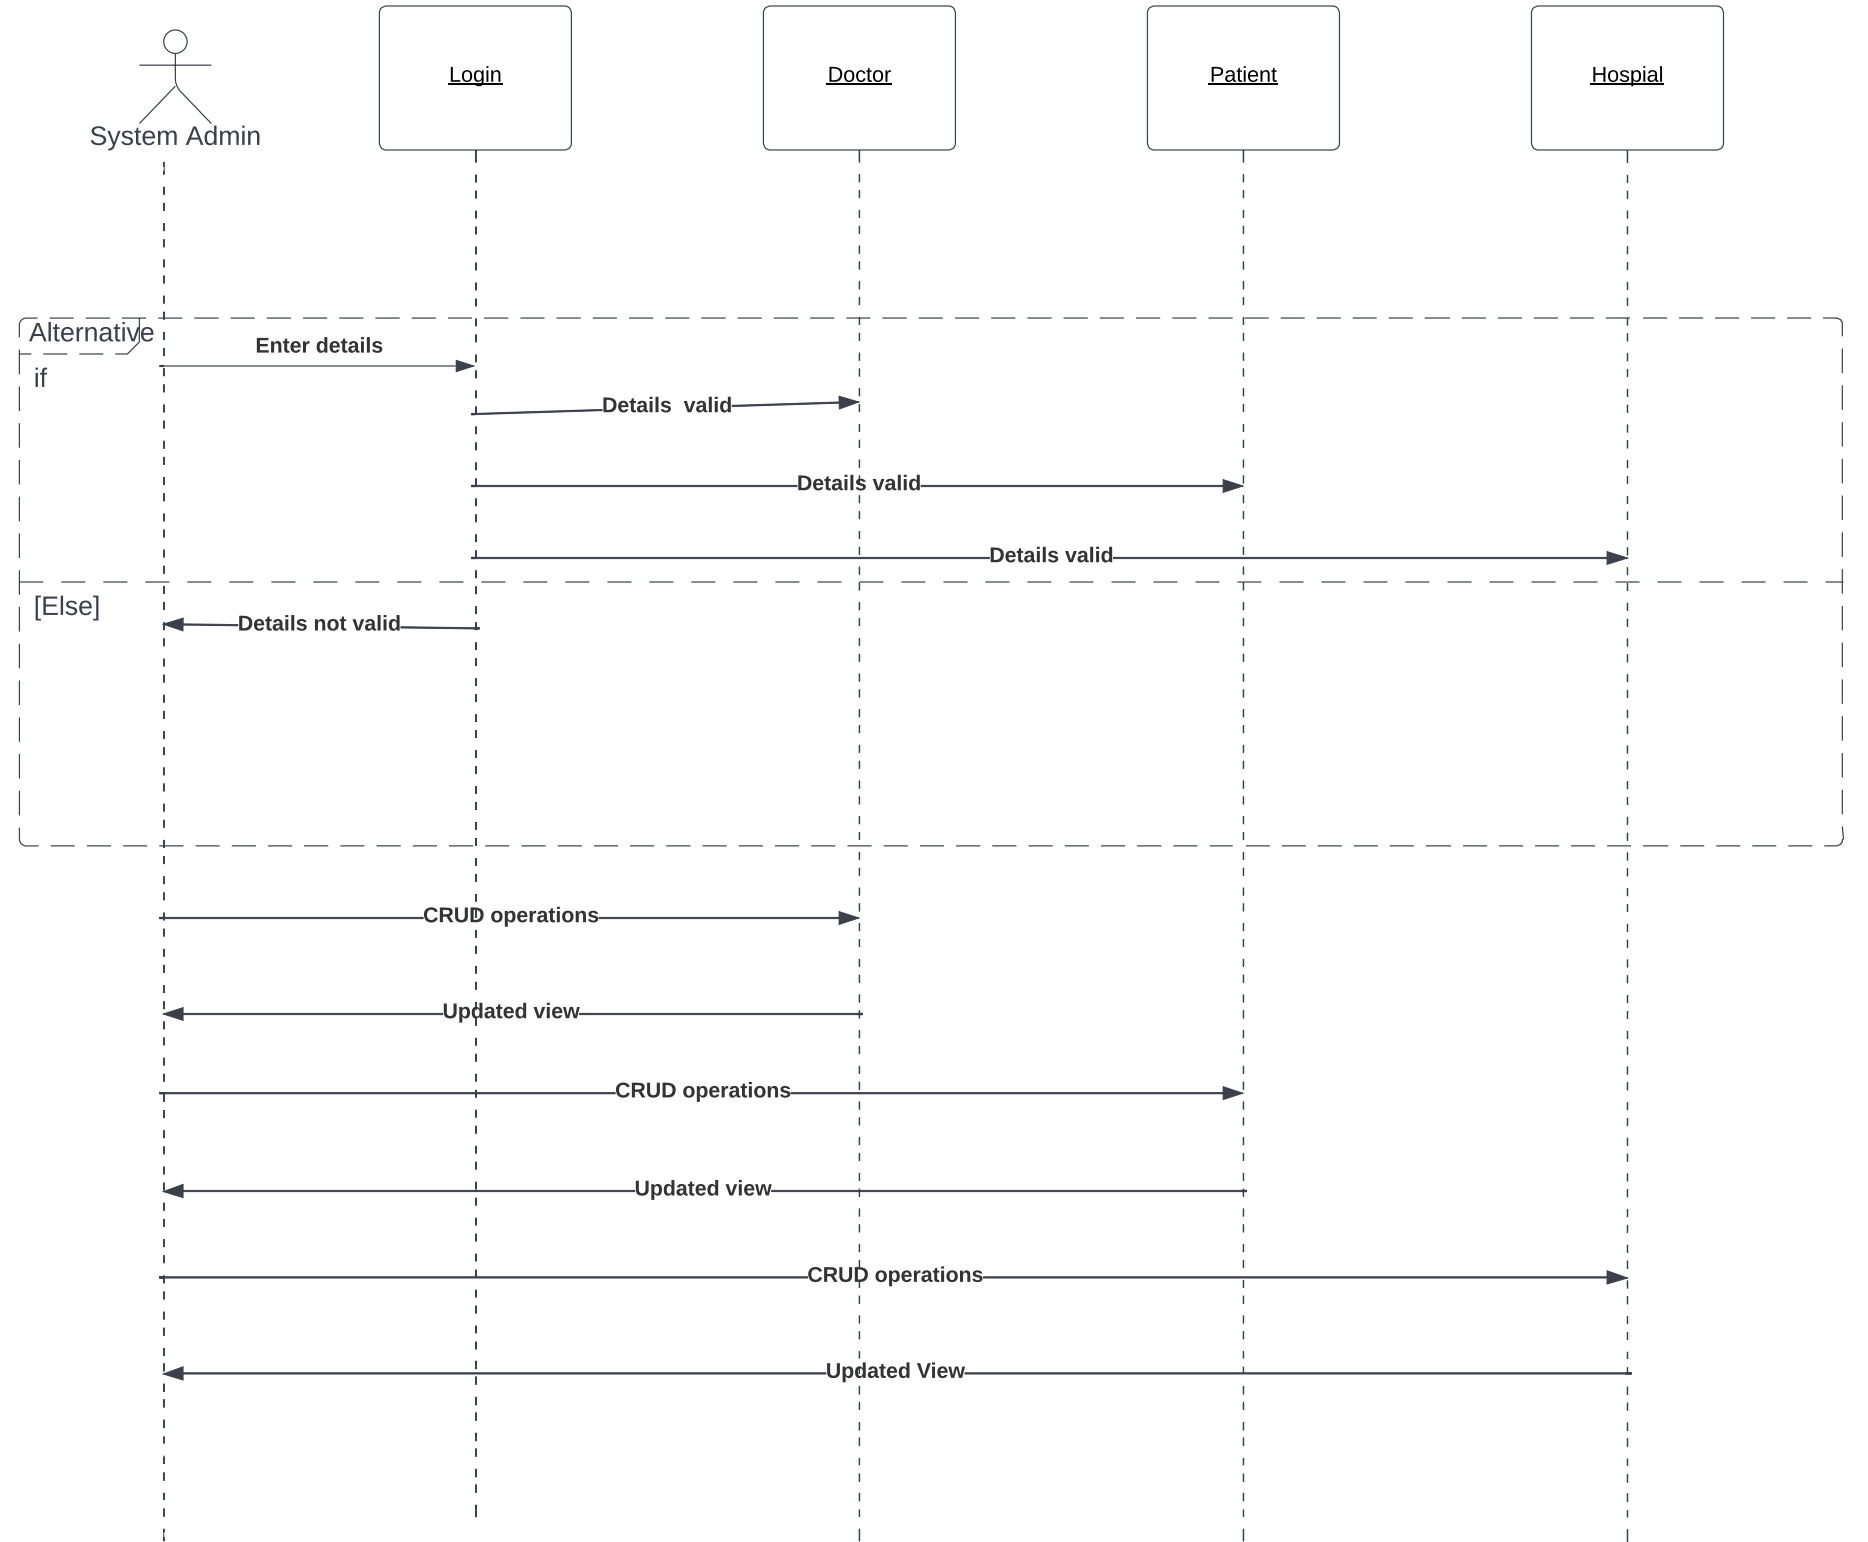 System Admin
Login
Doctor
Patient
Hospial
Alternative
Enter details
if
Details  valid
Details valid
Details valid
[Else]
Details not valid
CRUD operations
Updated view
CRUD operations
Updated view
CRUD operations
Updated View